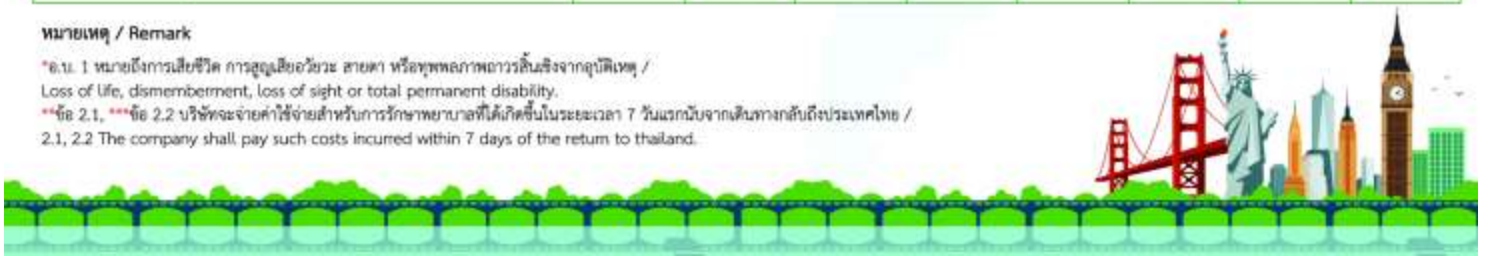 หมายเหตุ / Remark
*อ.บ. 1 หมายถึงการเสียชีวิต การสูญเสียอวัยวะ สายตา หรือทุพพลภาพถาวรสิ้นเชิงจากอุบัติเหตุ /
Loss of life, dismemberment, loss of sight or total permanent disability.
**ข้อ 2.1, ***ข้อ 2.2 บริษัทจะจ่ายค่าใช้จ่ายสำหรับการรักษาพยาบาลที่ได้เกิดขึ้นในระยะเวลา 7 วันแรกนับจากเดินทางกลับถึงประเทศไทย /
2.1, 2.2 The company shall pay such costs incurred within 7 days of the return to thailand.